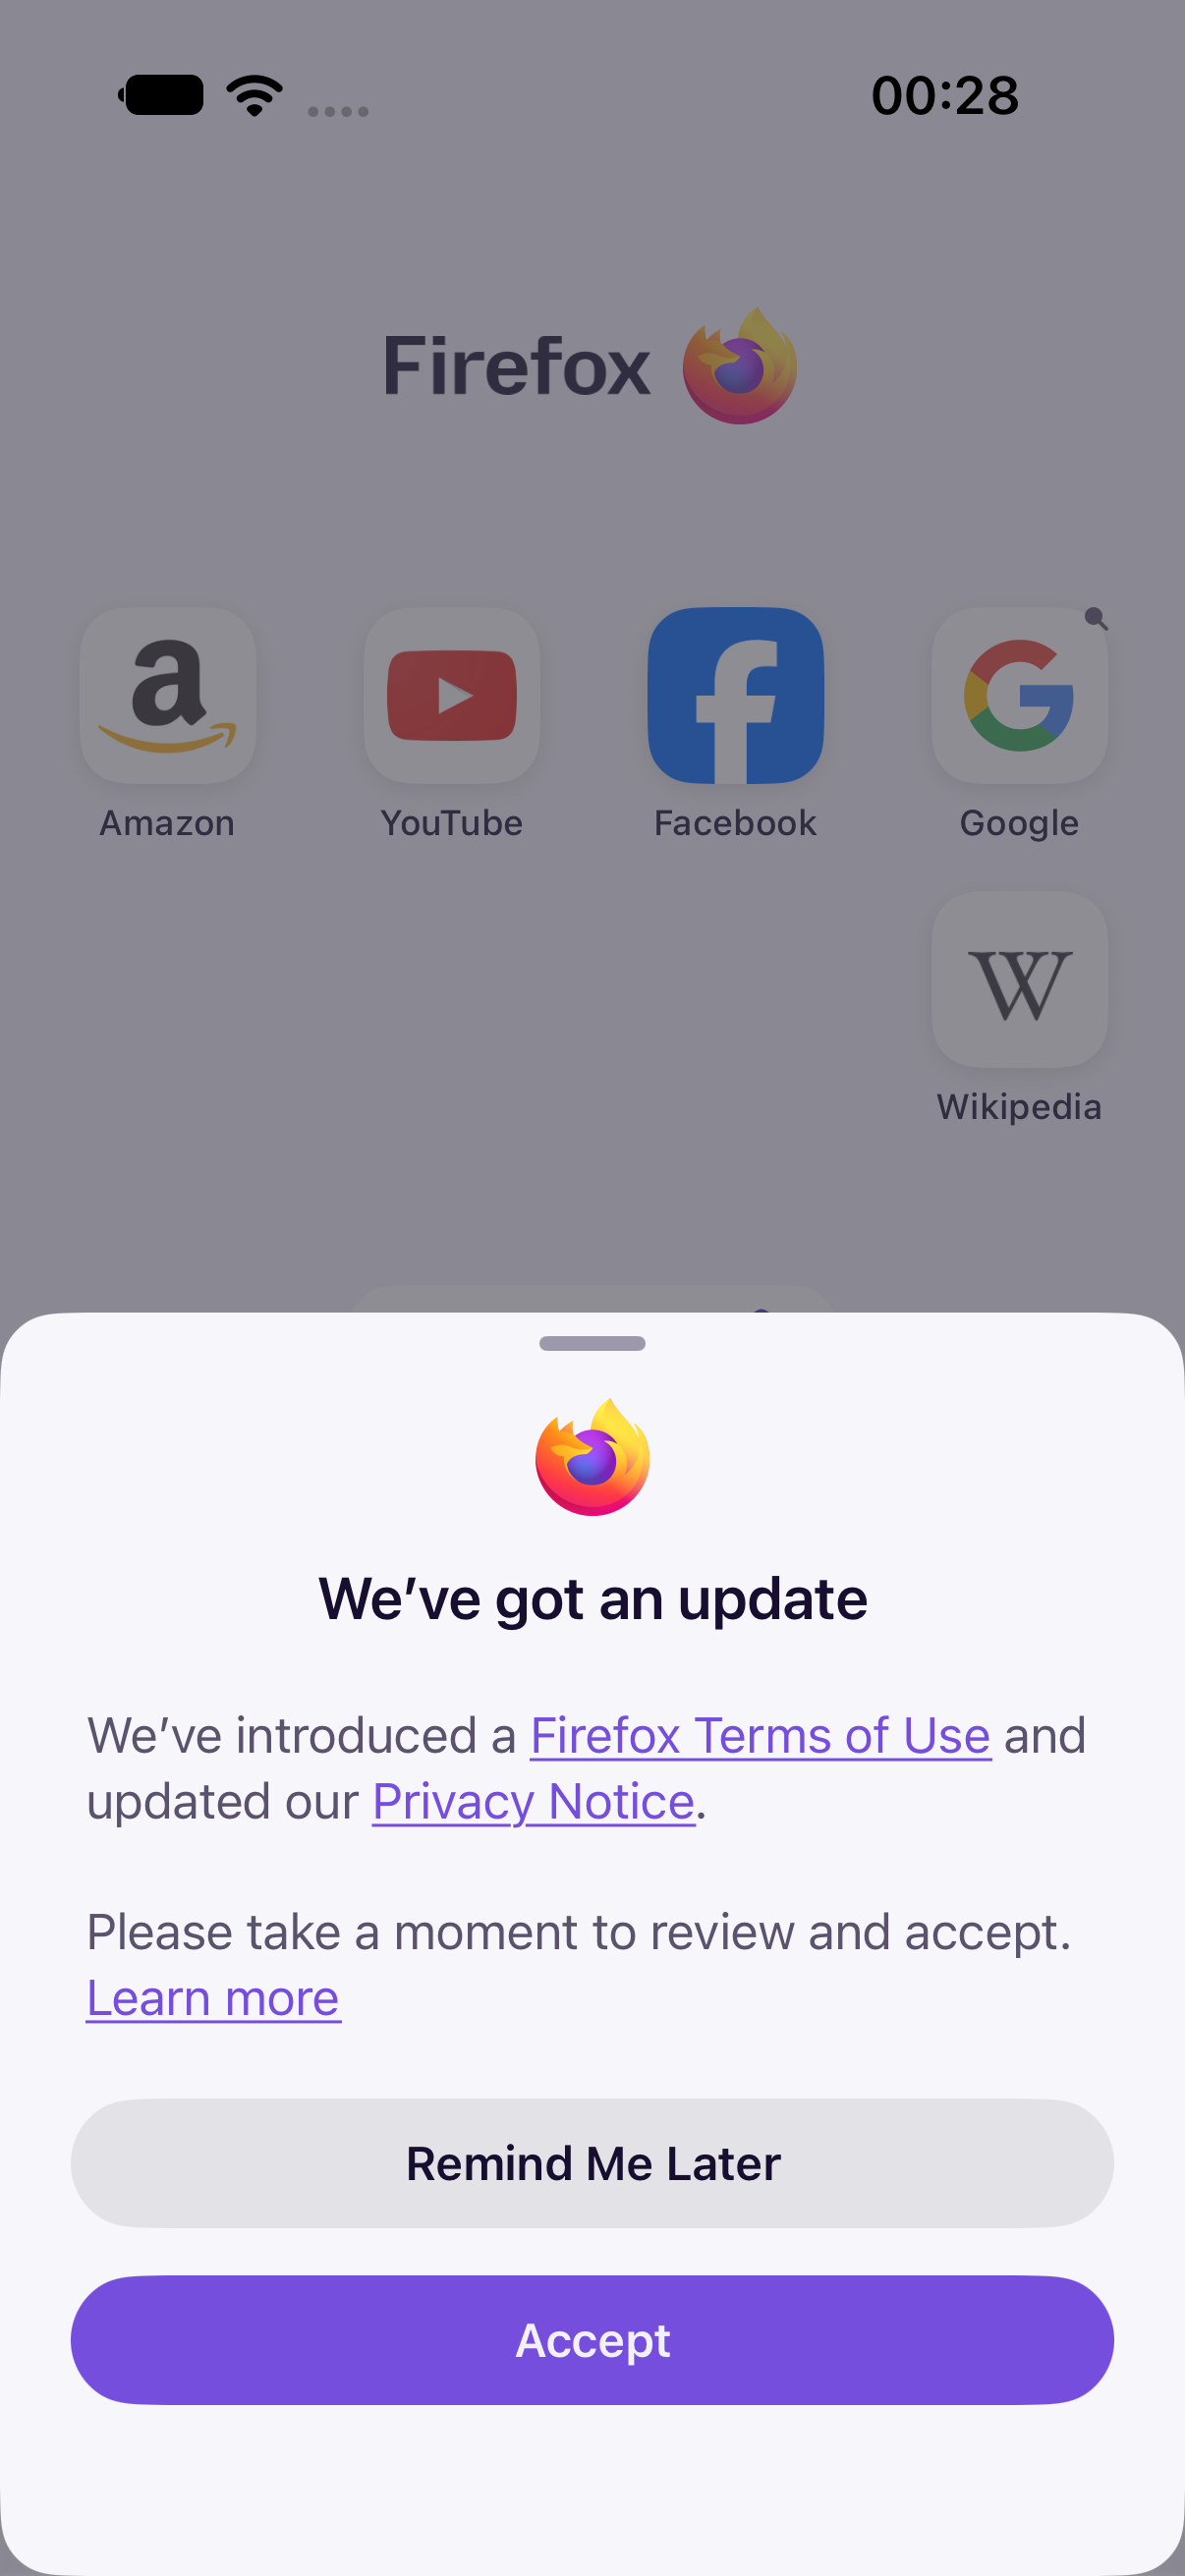 00:28
Firefox
Amazon
YouTube
Facebook
Google
Wikipedia
We’ve got an update
We’ve introduced a Firefox Terms of Use and
updated our Privacy Notice.
Please take a moment to review and accept.
Learn more
Remind Me Later
Accept